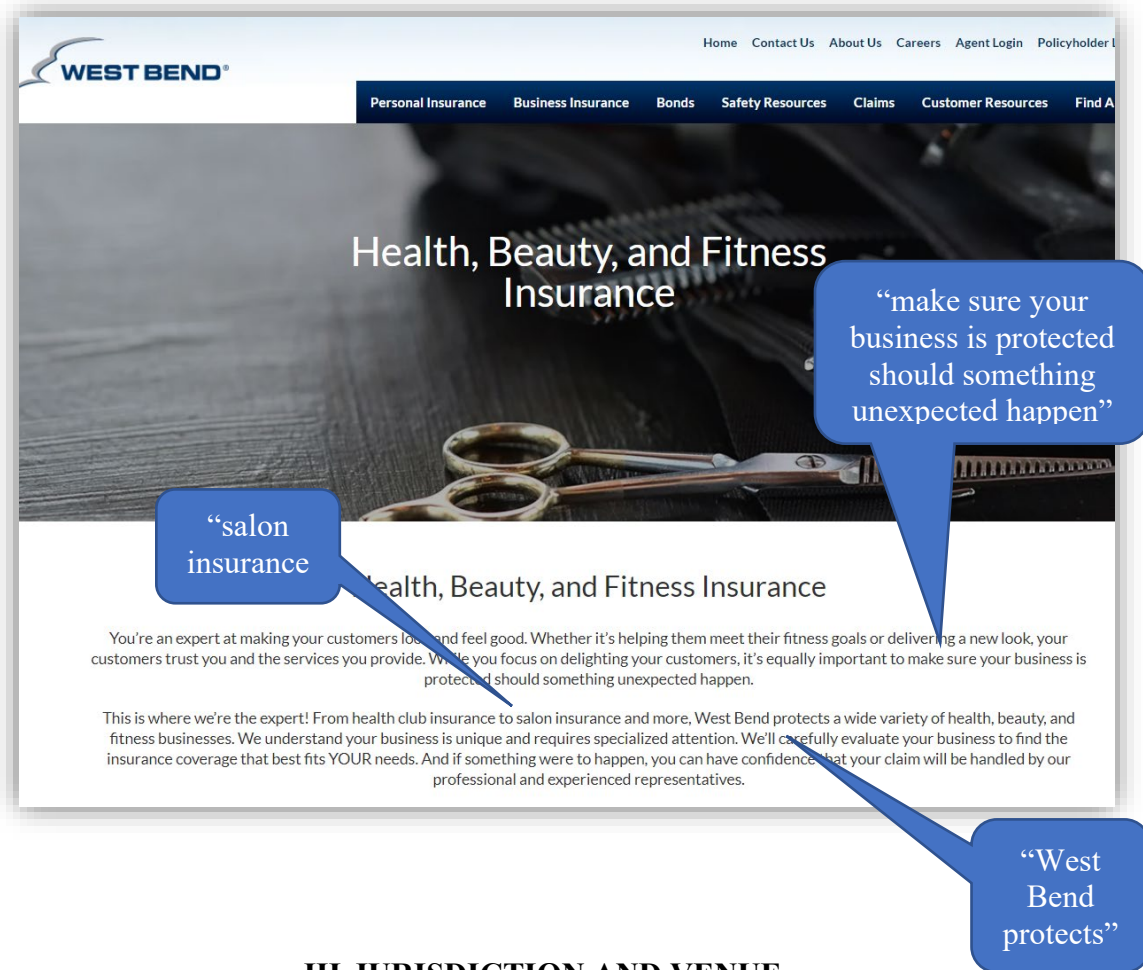 WEST BEND®
Home Contact Us About Us Careers Agent Login Policyholder
Personal Insurance Business Insurance Bonds Safety Resources Claims Customer Resources Find A
Health, Beauty, and Fitness
Insurance
“make sure your
business is protected
should something
unexpected happen”
“salon
insurance
Health, Beauty, and Fitness Insurance
You’re an expert at making your customers look and feel good. Whether it’s helping them meet their fitness goals or delivering a new look, your
customers trust you and the services you provide. While you focus on delighting your customers, it’s equally important to make sure your business is
protected should something unexpected happen.
This is where we’re the expert! From health club insurance to salon insurance and more, West Bend protects a wide variety of health, beauty, and
fitness businesses. We understand your business is unique and requires specialized attention. We’ll carefully evaluate your business to find the
insurance coverage that best fits YOUR needs. And if something were to happen, you can have confidence that your claim will be handled by our
professional and experienced representatives.
“West
Bend
protects”
III. JURISDICTION AND VENUE